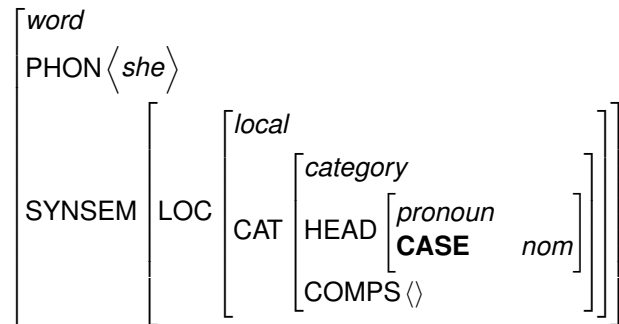 word
PHON ⟨she⟩
local
category
SYNSEM LOC CAT HEAD pronoun
CASE nom
COMPS ⟨⟩